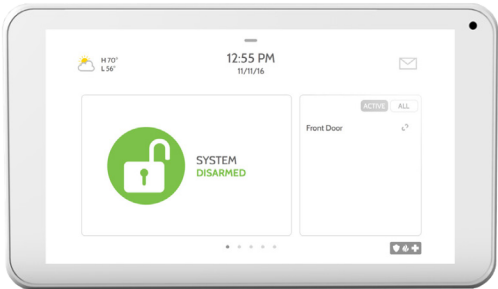 H 70°
L 56°
12:55 PM
11/11/16
ACTIVE ALL
Front Door
SYSTEM
DISARMED